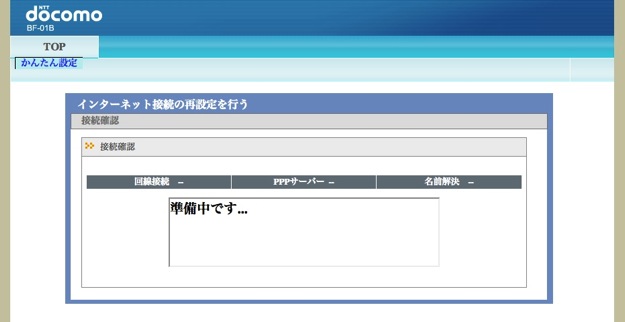 NTT
docomo
BF-01B
TOP
かんたん設定
インターネット接続の再設定を行う
接続確認
接続確認
回線接続 – PPPサーバー – 名前解決 –
準備中です...